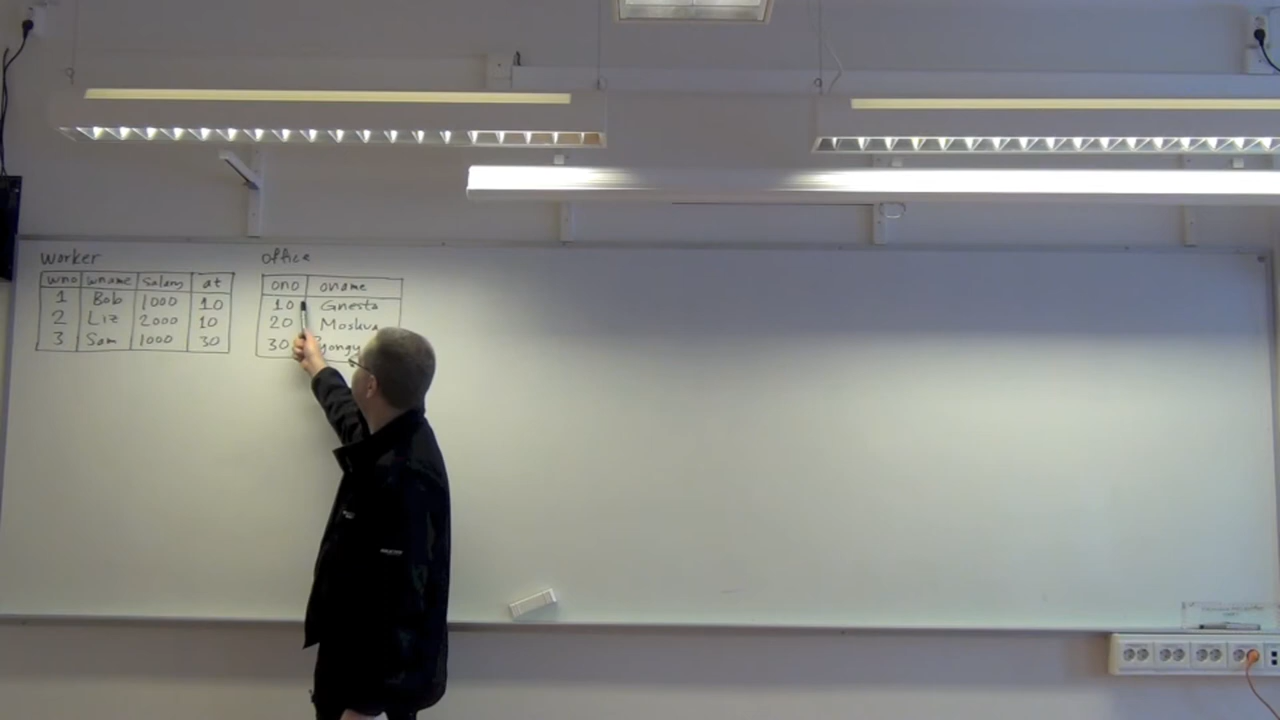 worker
wno wname salary at
1 Bob 1000 10
2 Liz 2000 10
3 Sam 1000 30
office
ono oname
10 Gnesta
20 Moskva
30